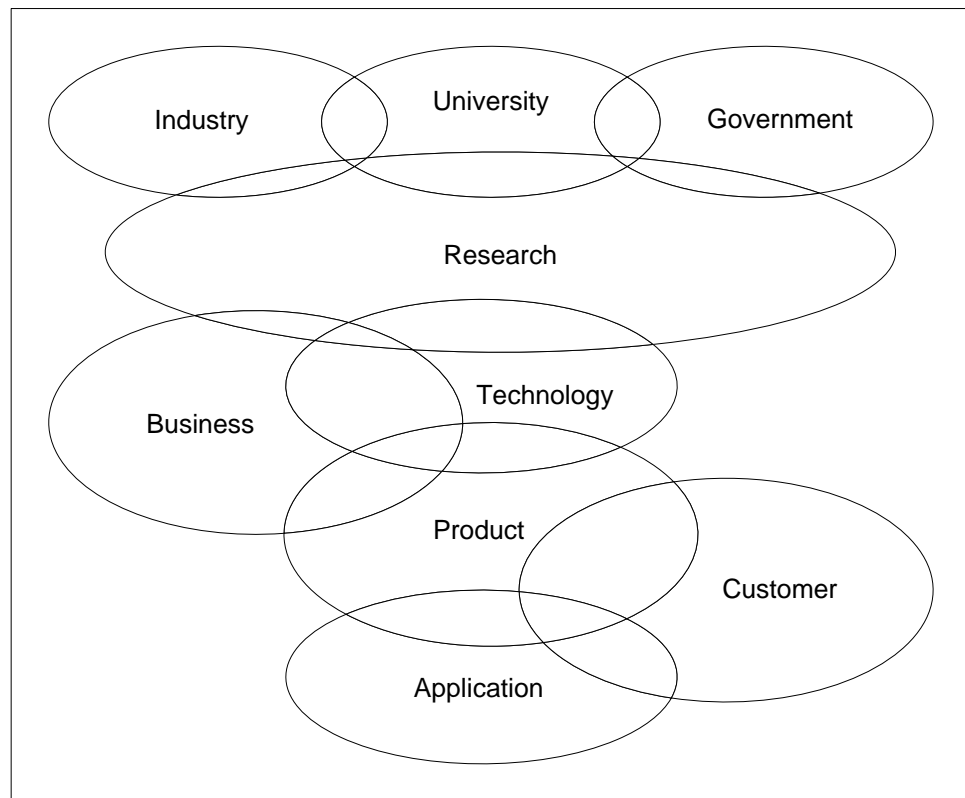 Industry
University
Government
Research
Technology
Business
Product
Customer
Application